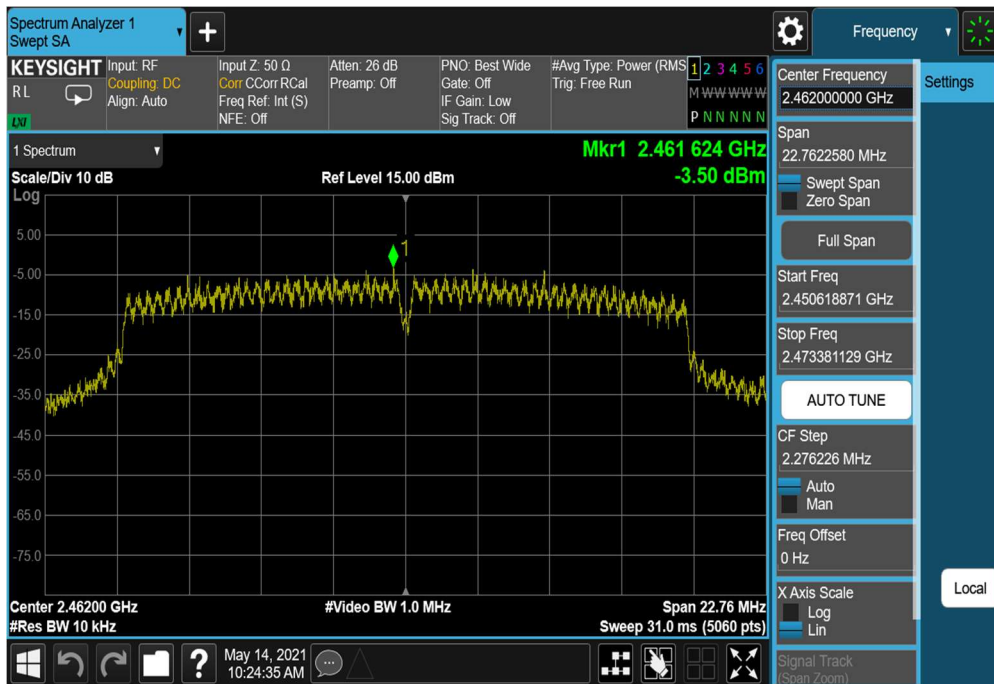 Spectrum Analyzer 1
Swept SA
+
Frequency
KEYSIGHT
RL
LXI
Input: RF
Coupling: DC
Align: Auto
Input Z: 50 Ω
Corr CCorr RCal
Freq Ref: Int (S)
NFE: Off
Atten: 26 dB
Preamp: Off
PNO: Best Wide
Gate: Off
IF Gain: Low
Sig Track: Off
#Avg Type: Power (RMS
Trig: Free Run
1 2 3 4 5 6
M W W W W W
P N N N N N
1 Spectrum
Mkr1 2.461 624 GHz
Scale/Div 10 dB
Ref Level 15.00 dBm
-3.50 dBm
Log
1
5.00
-5.00
-15.0
-25.0
-35.0
-45.0
-55.0
-65.0
-75.0
Center 2.46200 GHz
#Video BW 1.0 MHz
Span 22.76 MHz
#Res BW 10 kHz
Sweep 31.0 ms (5060 pts)
Center Frequency
2.462000000 GHz
Settings
Span
22.7622580 MHz
Swept Span
Zero Span
Full Span
Start Freq
2.450618871 GHz
Stop Freq
2.473381129 GHz
AUTO TUNE
CF Step
2.276226 MHz
Auto
Man
Freq Offset
0 Hz
X Axis Scale
Log
Lin
Local
Signal Track
(Span Zoom)
?
May 14, 2021
10:24:35 AM